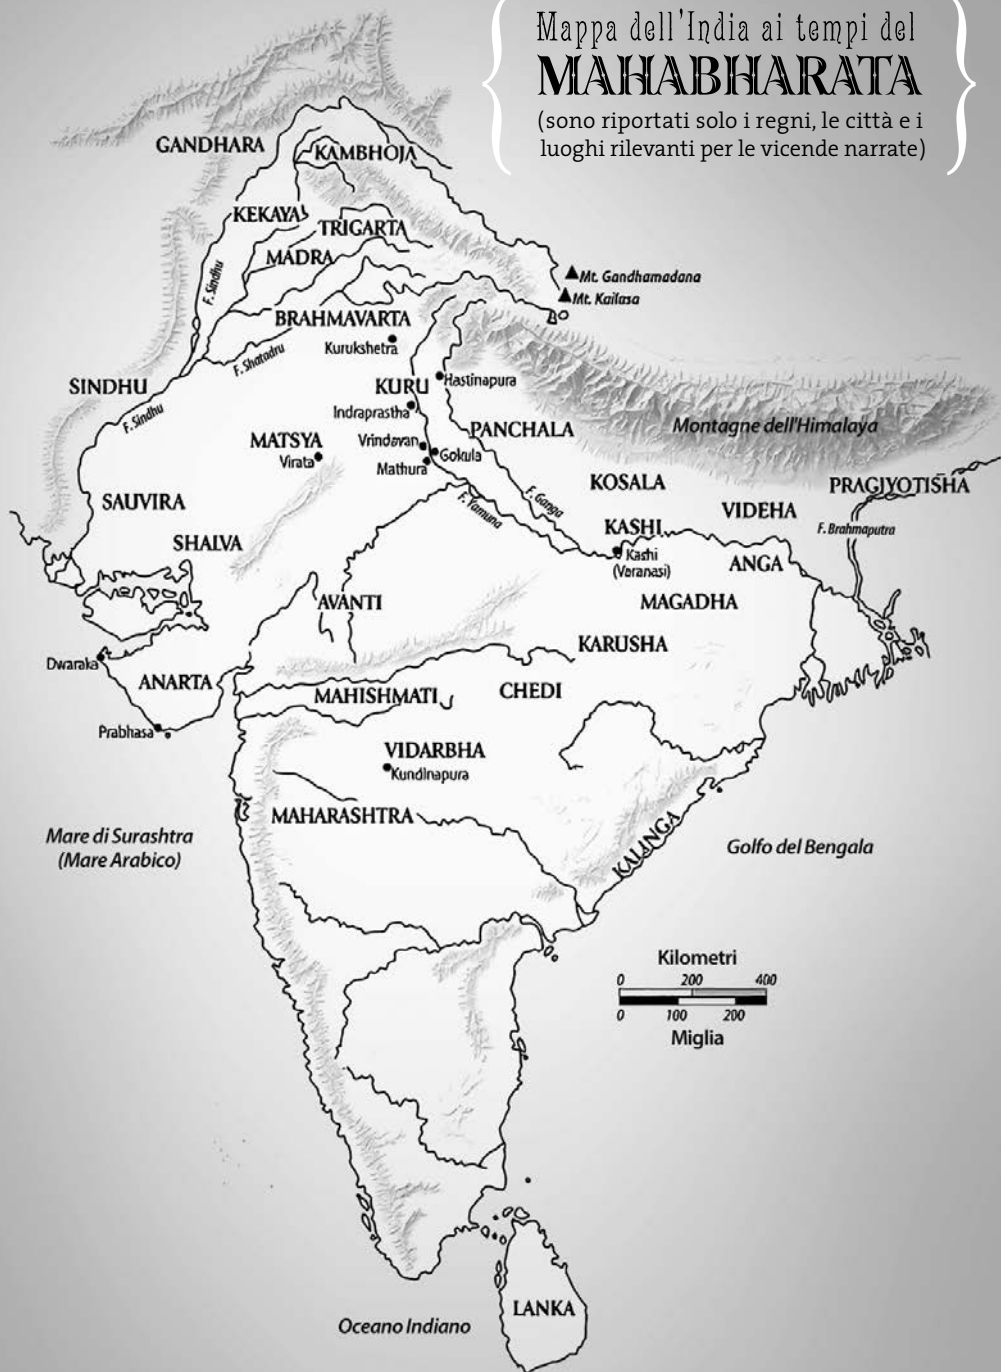 Mappa dell'India ai tempi del
MAHABHARATA
(sono riportati solo i regni, le città e i
luoghi rilevanti per le vicende narrate)
GANDHARA
KAMBHOJA
KEKAYA
TRIGARTA
MADRA
F. Sindhu
Mt. Gandhamadana
Mt. Kailasa
BRAHMAVARTA
Kurukshetra
F. Shatadru
SINDHU
KURU
Hastinapura
Indraprastha
F. Sindhu
PANCHALA
Montagne dell'Himalaya
MATSYA
Virata
Vrindavan
Gokula
Mathura
KOSALA
PRAGJYOTISHA
SAUVIRA
F. Yamuna
F. Ganga
VIDEHA
KASHI
F. Brahmaputra
SHALVA
Kashi
(Varanasi)
ANGA
AVANTI
MAGADHA
KARUSHA
Dwaraka
ANARTA
MAHISHMATI
CHEDI
Prabhasa
VIDARBHA
Kundinapura
MAHARASHTRA
KALINGA
Mare di Surashtra
(Mare Arabico)
Golfo del Bengala
Kilometri
0 200 400
0 100 200
Miglia
LANKA
Oceano Indiano